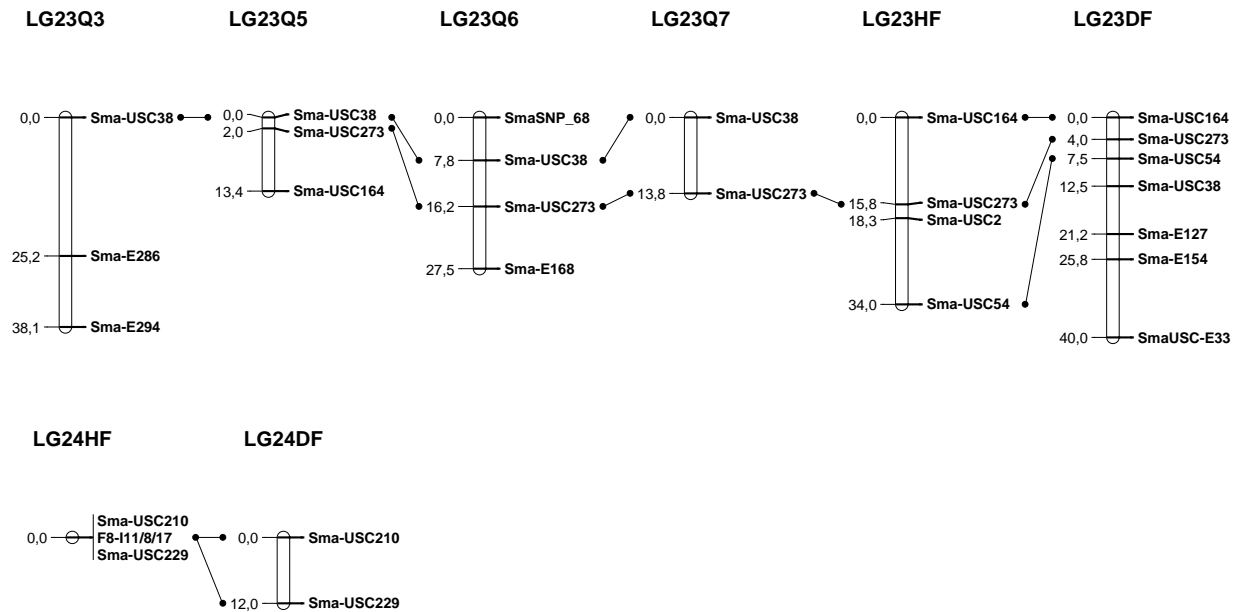 LG23Q3
0,0 Sma-USC38
25,2 Sma-E286
38,1 Sma-E294
LG23Q5
0,0 Sma-USC38
2,0 Sma-USC273
13,4 Sma-USC164
LG23Q6
0,0 SmaSNP_68
7,8 Sma-USC38
16,2 Sma-USC273
27,5 Sma-E168
LG23Q7
0,0 Sma-USC38
13,8 Sma-USC273
LG23HF
0,0 Sma-USC164
15,8 Sma-USC273
18,3 Sma-USC2
34,0 Sma-USC54
LG23DF
0,0 Sma-USC164
4,0 Sma-USC273
7,5 Sma-USC54
12,5 Sma-USC38
21,2 Sma-E127
25,8 Sma-E154
40,0 SmaUSC-E33
LG24HF
Sma-USC210
0,0 F8-I11/8/17
Sma-USC229
LG24DF
0,0 Sma-USC210
12,0 Sma-USC229